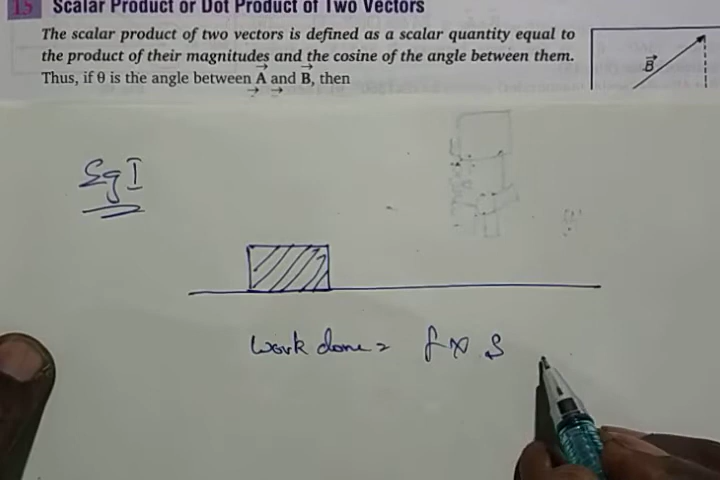 15 Scalar Product or Dot Product of Two Vectors
The scalar product of two vectors is defined as a scalar quantity equal to
the product of their magnitudes and the cosine of the angle between them.
Thus, if θ is the angle between A⃗ and B⃗, then
B⃗
Eg I
Work done = f × S